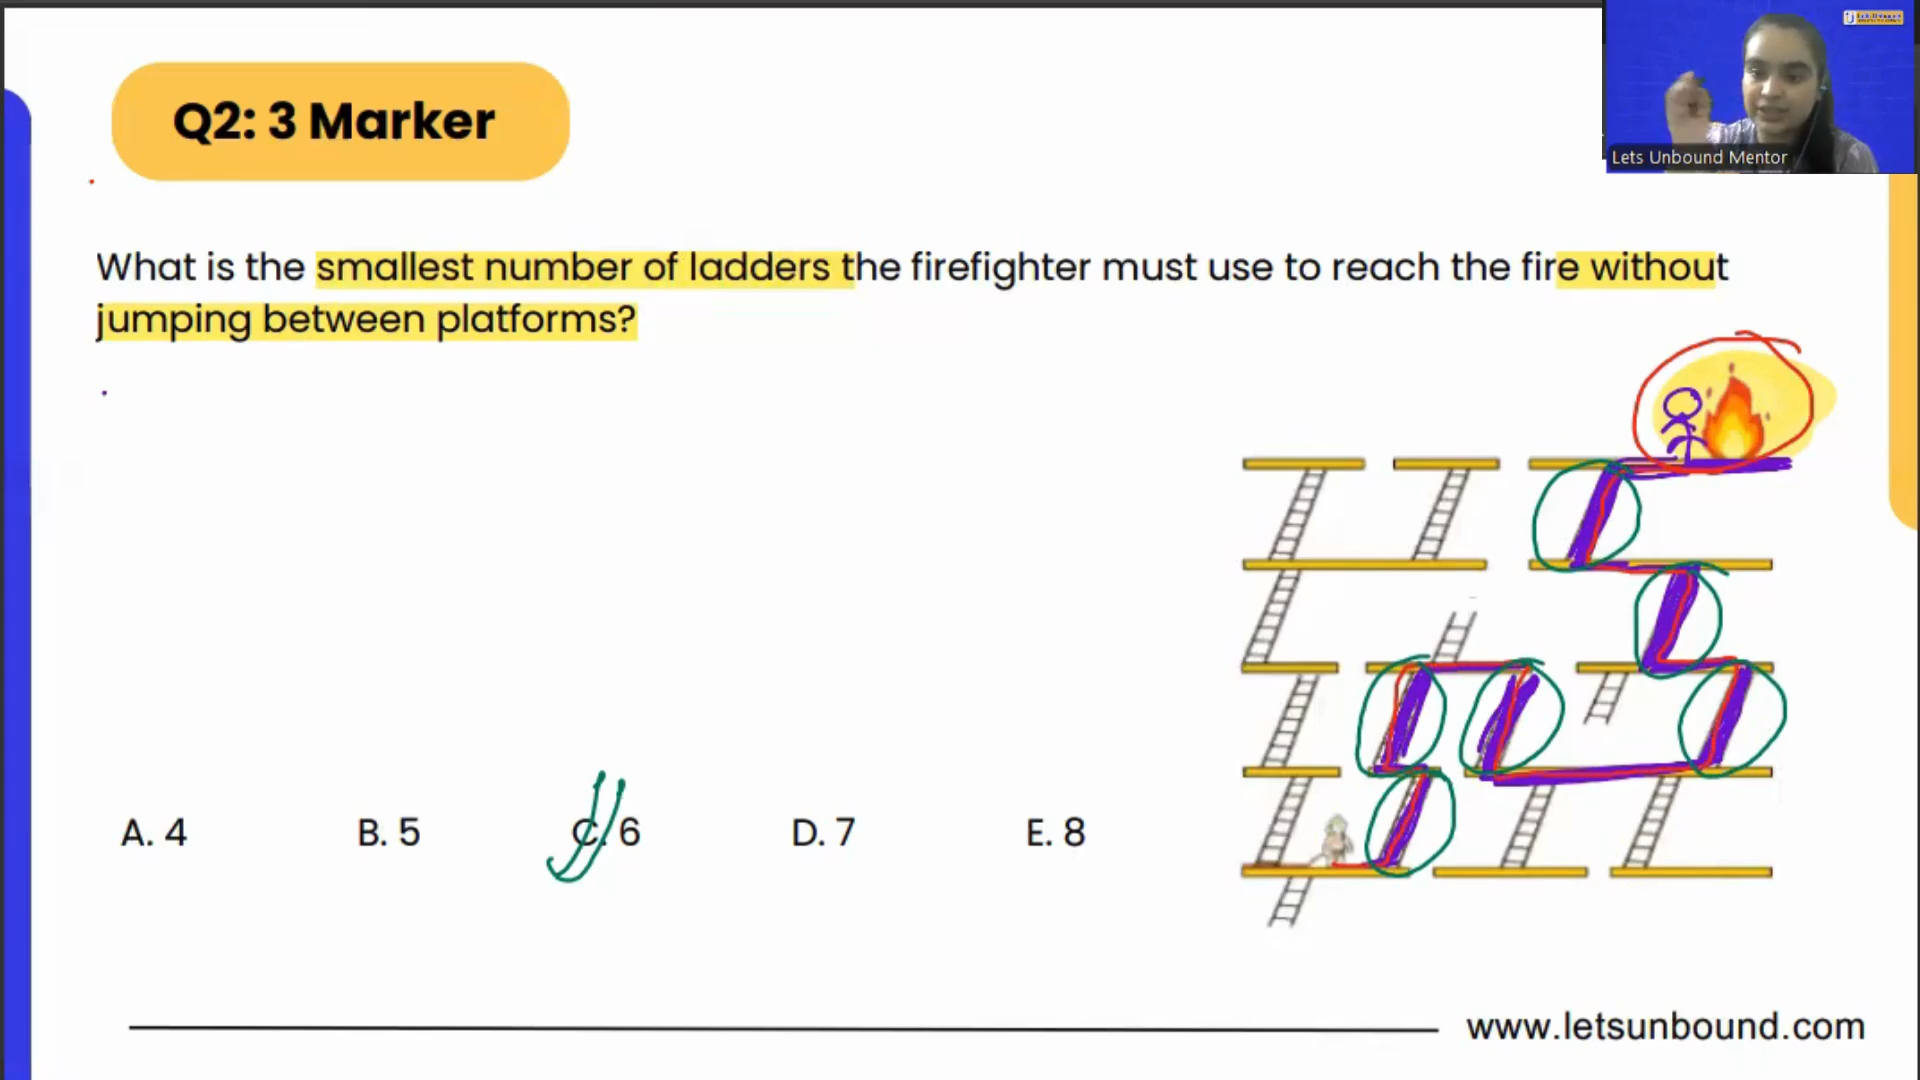 Q2: 3 Marker
Lets Unbound Mentor
What is the smallest number of ladders the firefighter must use to reach the fire without
jumping between platforms?
A. 4 B. 5 C. 6 D. 7 E. 8
www.letsunbound.com